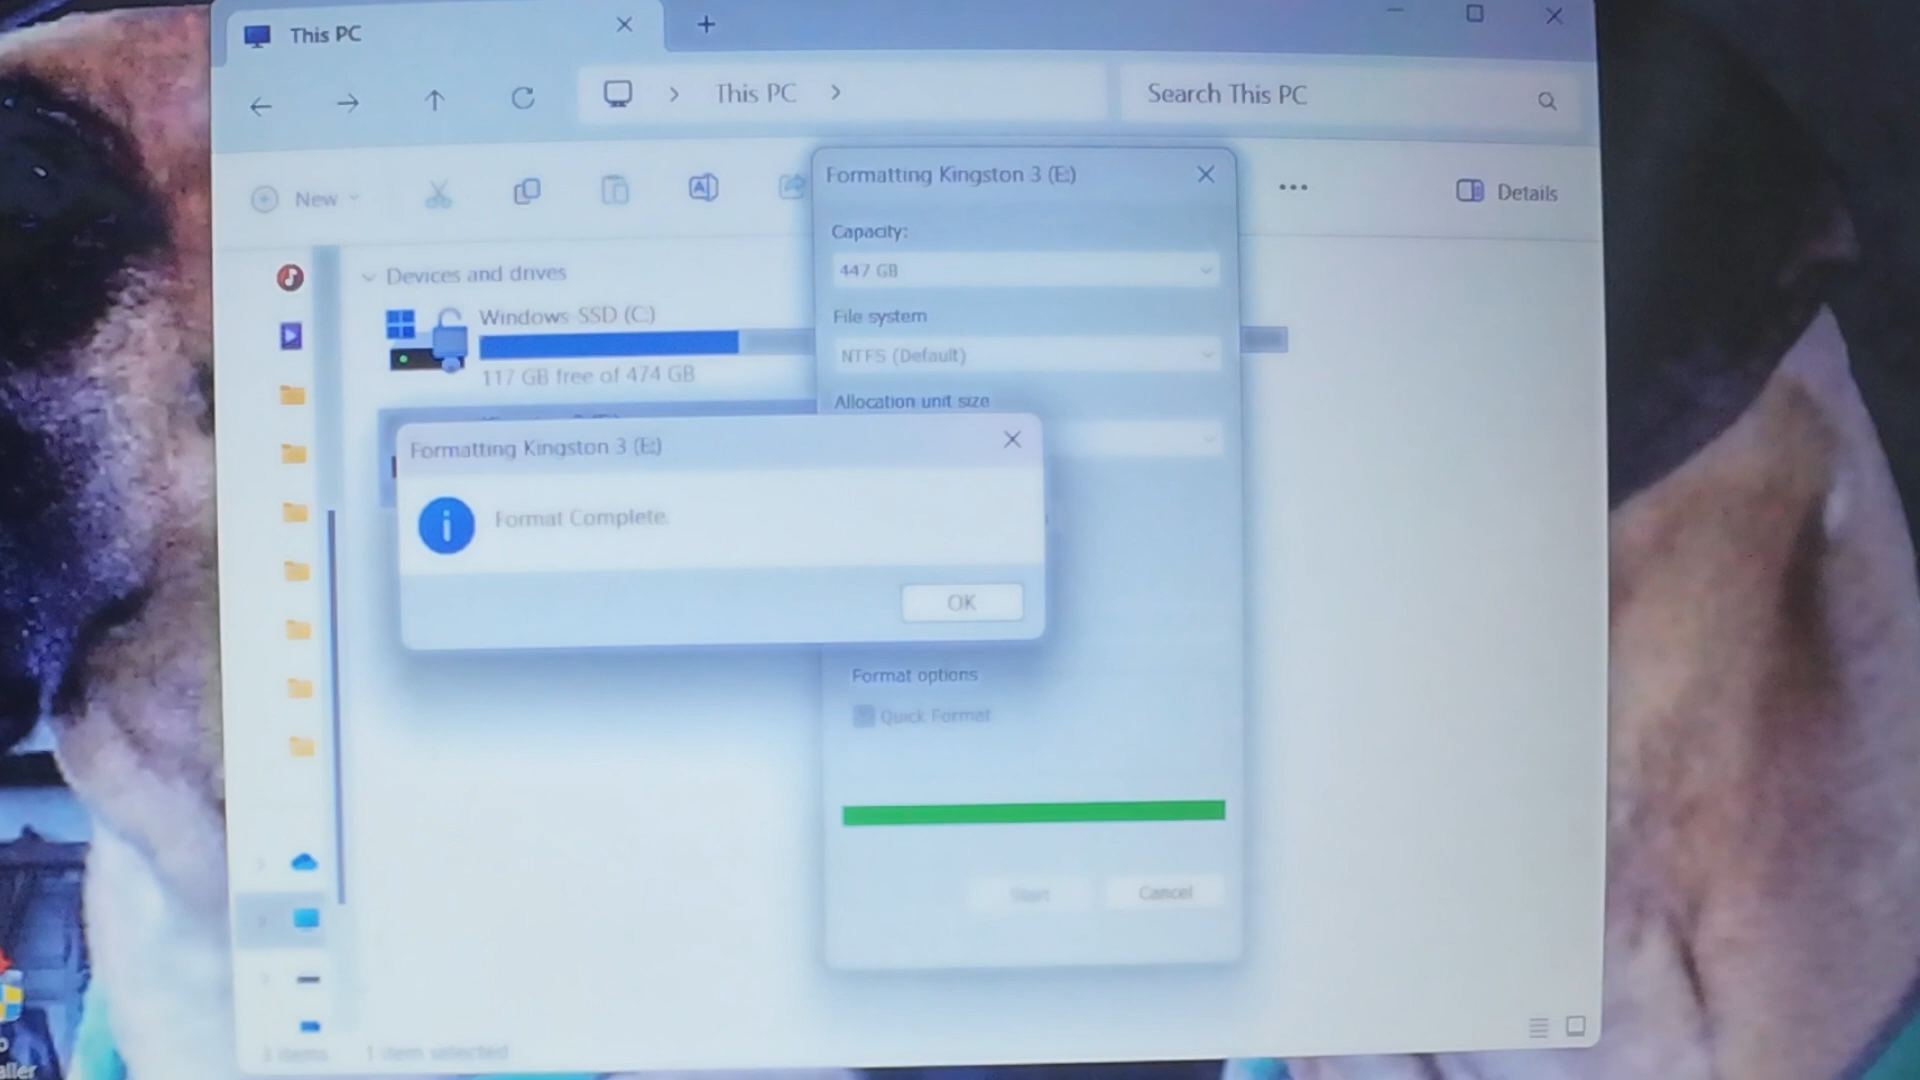 This PC
This PC
Search This PC
New
Details
Formatting Kingston 3 (E:)
Capacity:
447 GB
File system
NTFS (Default)
Allocation unit size
Devices and drives
Windows-SSD (C:)
117 GB free of 474 GB
Formatting Kingston 3 (E:)
Format Complete.
OK
Format options
Quick Format
Start
Cancel
3 items
1 item selected